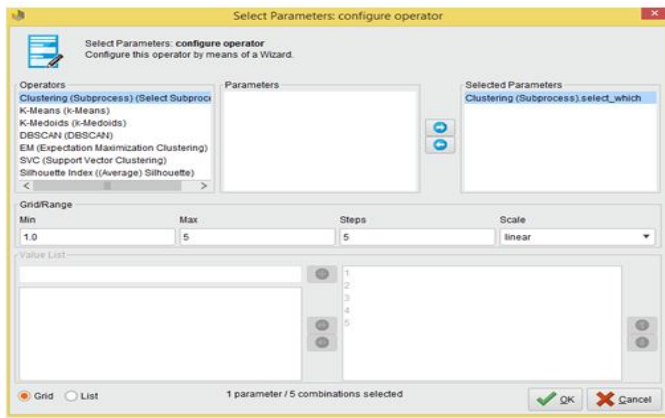 Select Parameters: configure operator
Select Parameters: configure operator
Configure this operator by means of a Wizard.
Operators
Clustering (Subprocess) (Select Subproc
K-Means (k-Means)
K-Medoids (k-Medoids)
DBSCAN (DBSCAN)
EM (Expectation Maximization Clustering)
SVC (Support Vector Clustering)
Silhouette Index ((Average) Silhouette)
Parameters
Selected Parameters
Clustering (Subprocess).select_which
Grid/Range
Min
Max
Steps
Scale
1.0
5
5
linear
Value List
1
2
3
4
5
Grid
List
1 parameter / 5 combinations selected
OK
Cancel